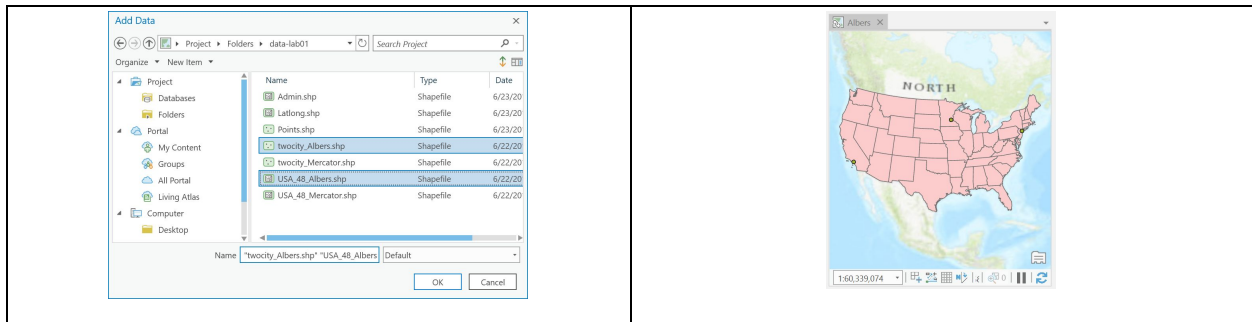 Add Data
Project Folders data-lab01 Search Project
Organize New Item
Project
Databases
Folders
Portal
My Content
Groups
All Portal
Living Atlas
Computer
Desktop
Name Type Date
Admin.shp Shapefile 6/23/20
Latlong.shp Shapefile 6/23/20
Points.shp Shapefile 6/23/20
twocity_Albers.shp Shapefile 6/22/20
twocity_Mercator.shp Shapefile 6/22/20
USA_48_Albers.shp Shapefile 6/22/20
USA_48_Mercator.shp Shapefile 6/22/20
Name "twocity_Albers.shp" "USA_48_Albers Default
OK Cancel
Albers
NORTH
1:60,339,074 0